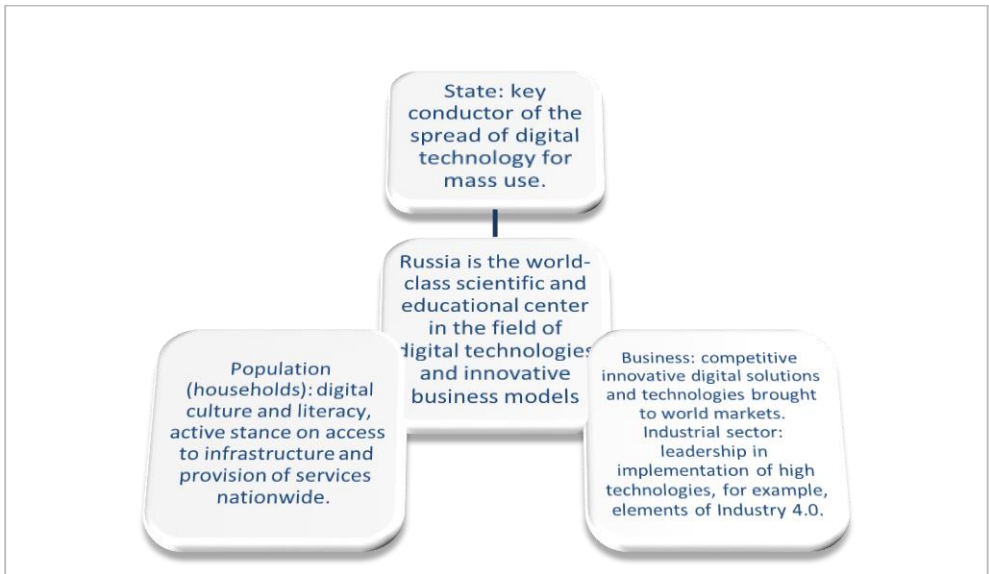 State: key
conductor of the
spread of digital
technology for
mass use.
Russia is the world-
class scientific and
educational center
in the field of
digital technologies
and innovative
business models
Population
(households): digital
culture and literacy,
active stance on access
to infrastructure and
provision of services
nationwide.
Business: competitive
innovative digital solutions
and technologies brought
to world markets.
Industrial sector:
leadership in
implementation of high
technologies, for example,
elements of Industry 4.0.